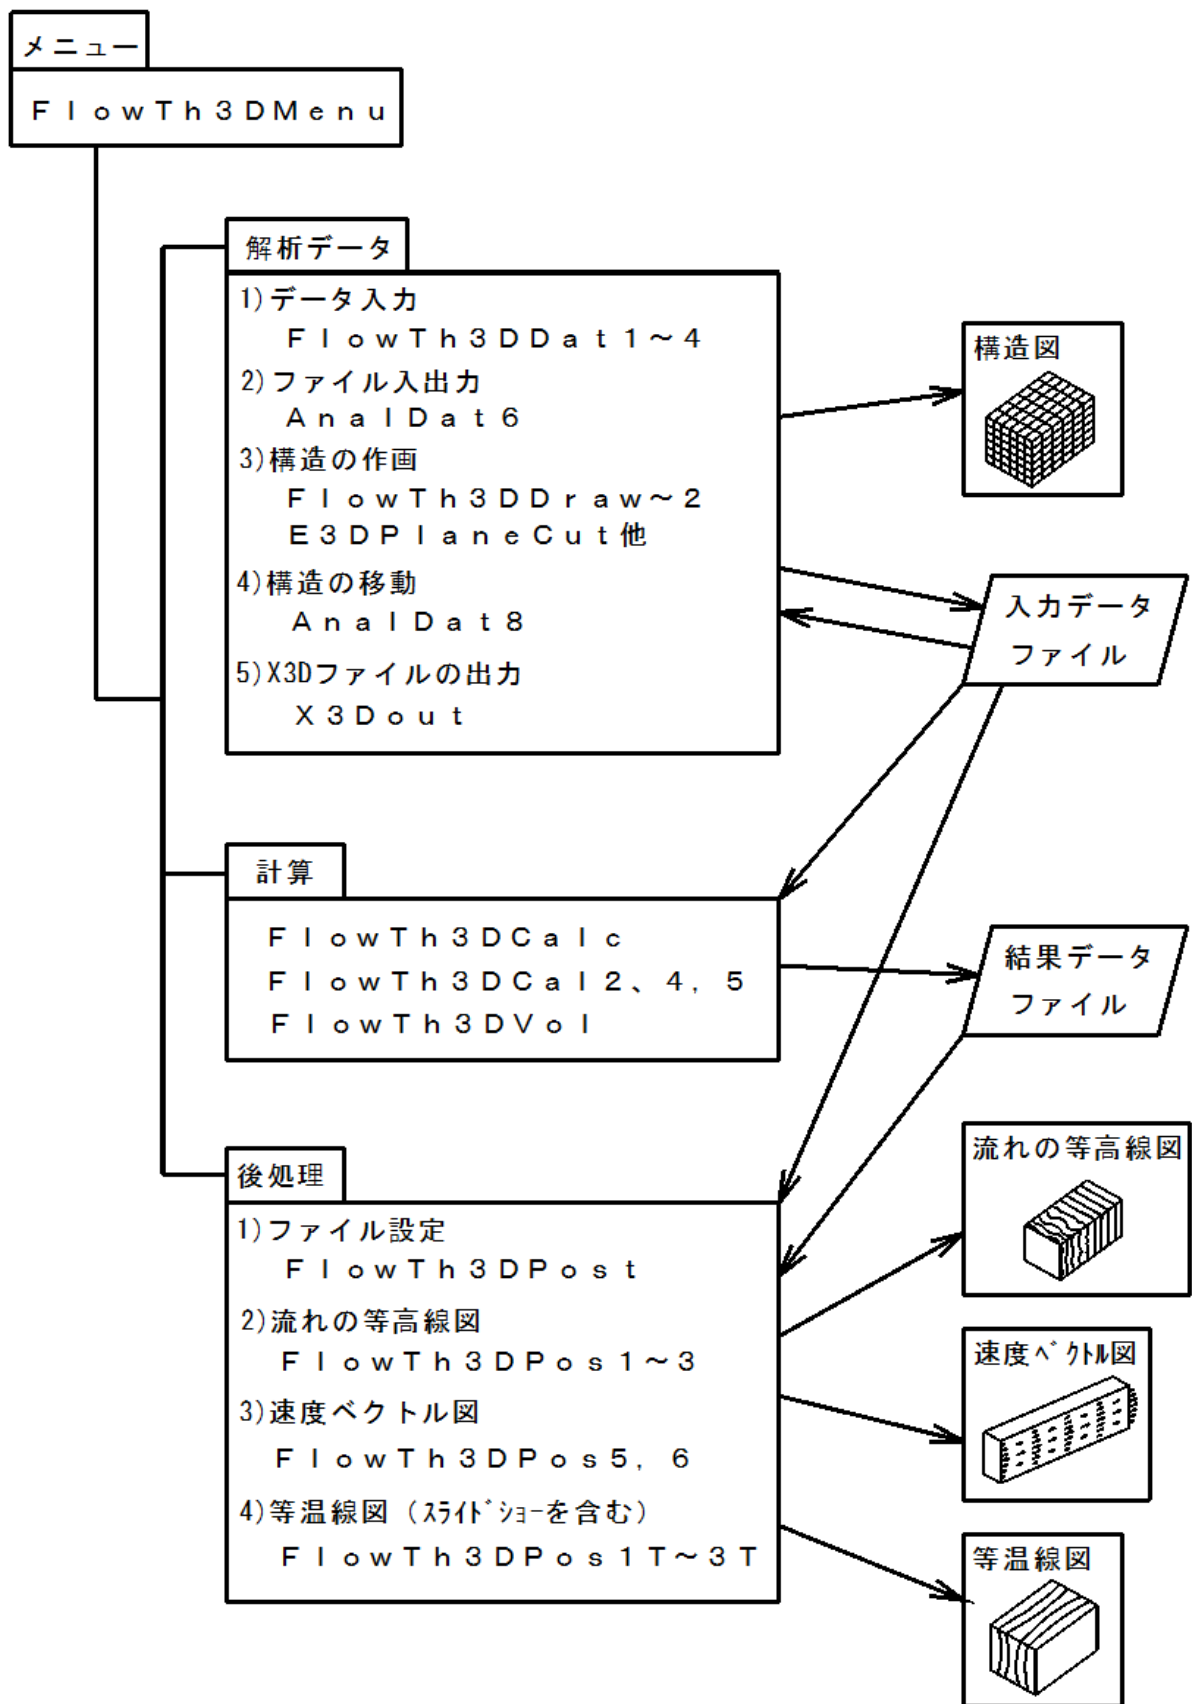 メニュー
FlowTh3DMenu
解析データ
1)データ入力
FlowTh3DDat1～4
2)ファイル入出力
AnalDat6
3)構造の作画
FlowTh3DDraw～2
E3DPlaneCut他
4)構造の移動
AnalDat8
5)X3Dファイルの出力
X3Dout
構造図
入力データ
ファイル
計算
FlowTh3DCalc
FlowTh3DCal2、4,5
FlowTh3DVol
結果データ
ファイル
後処理
1)ファイル設定
FlowTh3DPost
2)流れの等高線図
FlowTh3DPos1～3
3)速度ベクトル図
FlowTh3DPos5,6
4)等温線図（ｽﾗｲﾄﾞｼｮｰを含む）
FlowTh3DPos1T～3T
流れの等高線図
速度ﾍﾞｸﾄﾙ図
等温線図